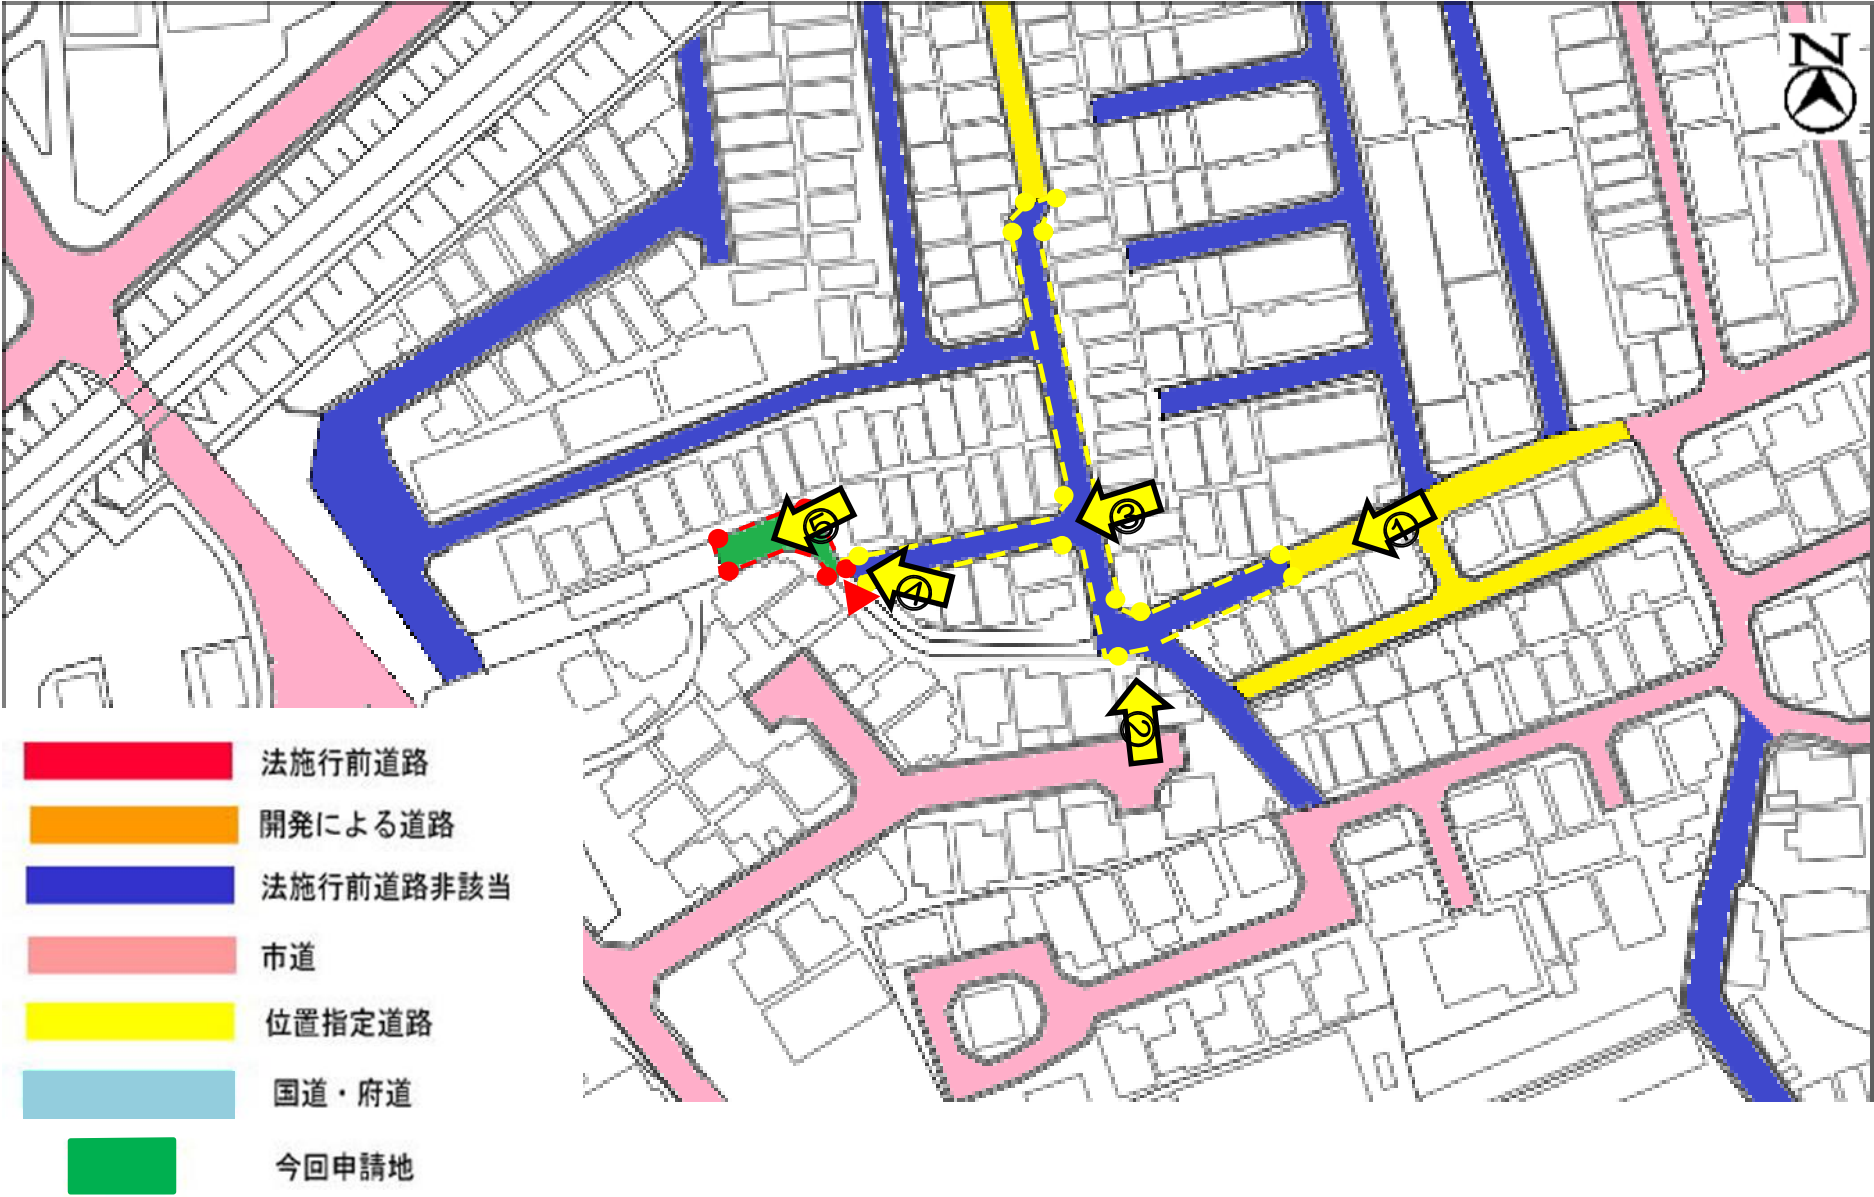 N
⑤
③
①
④
②
法施行前道路
開発による道路
法施行前道路非該当
市道
位置指定道路
国道・府道
今回申請地